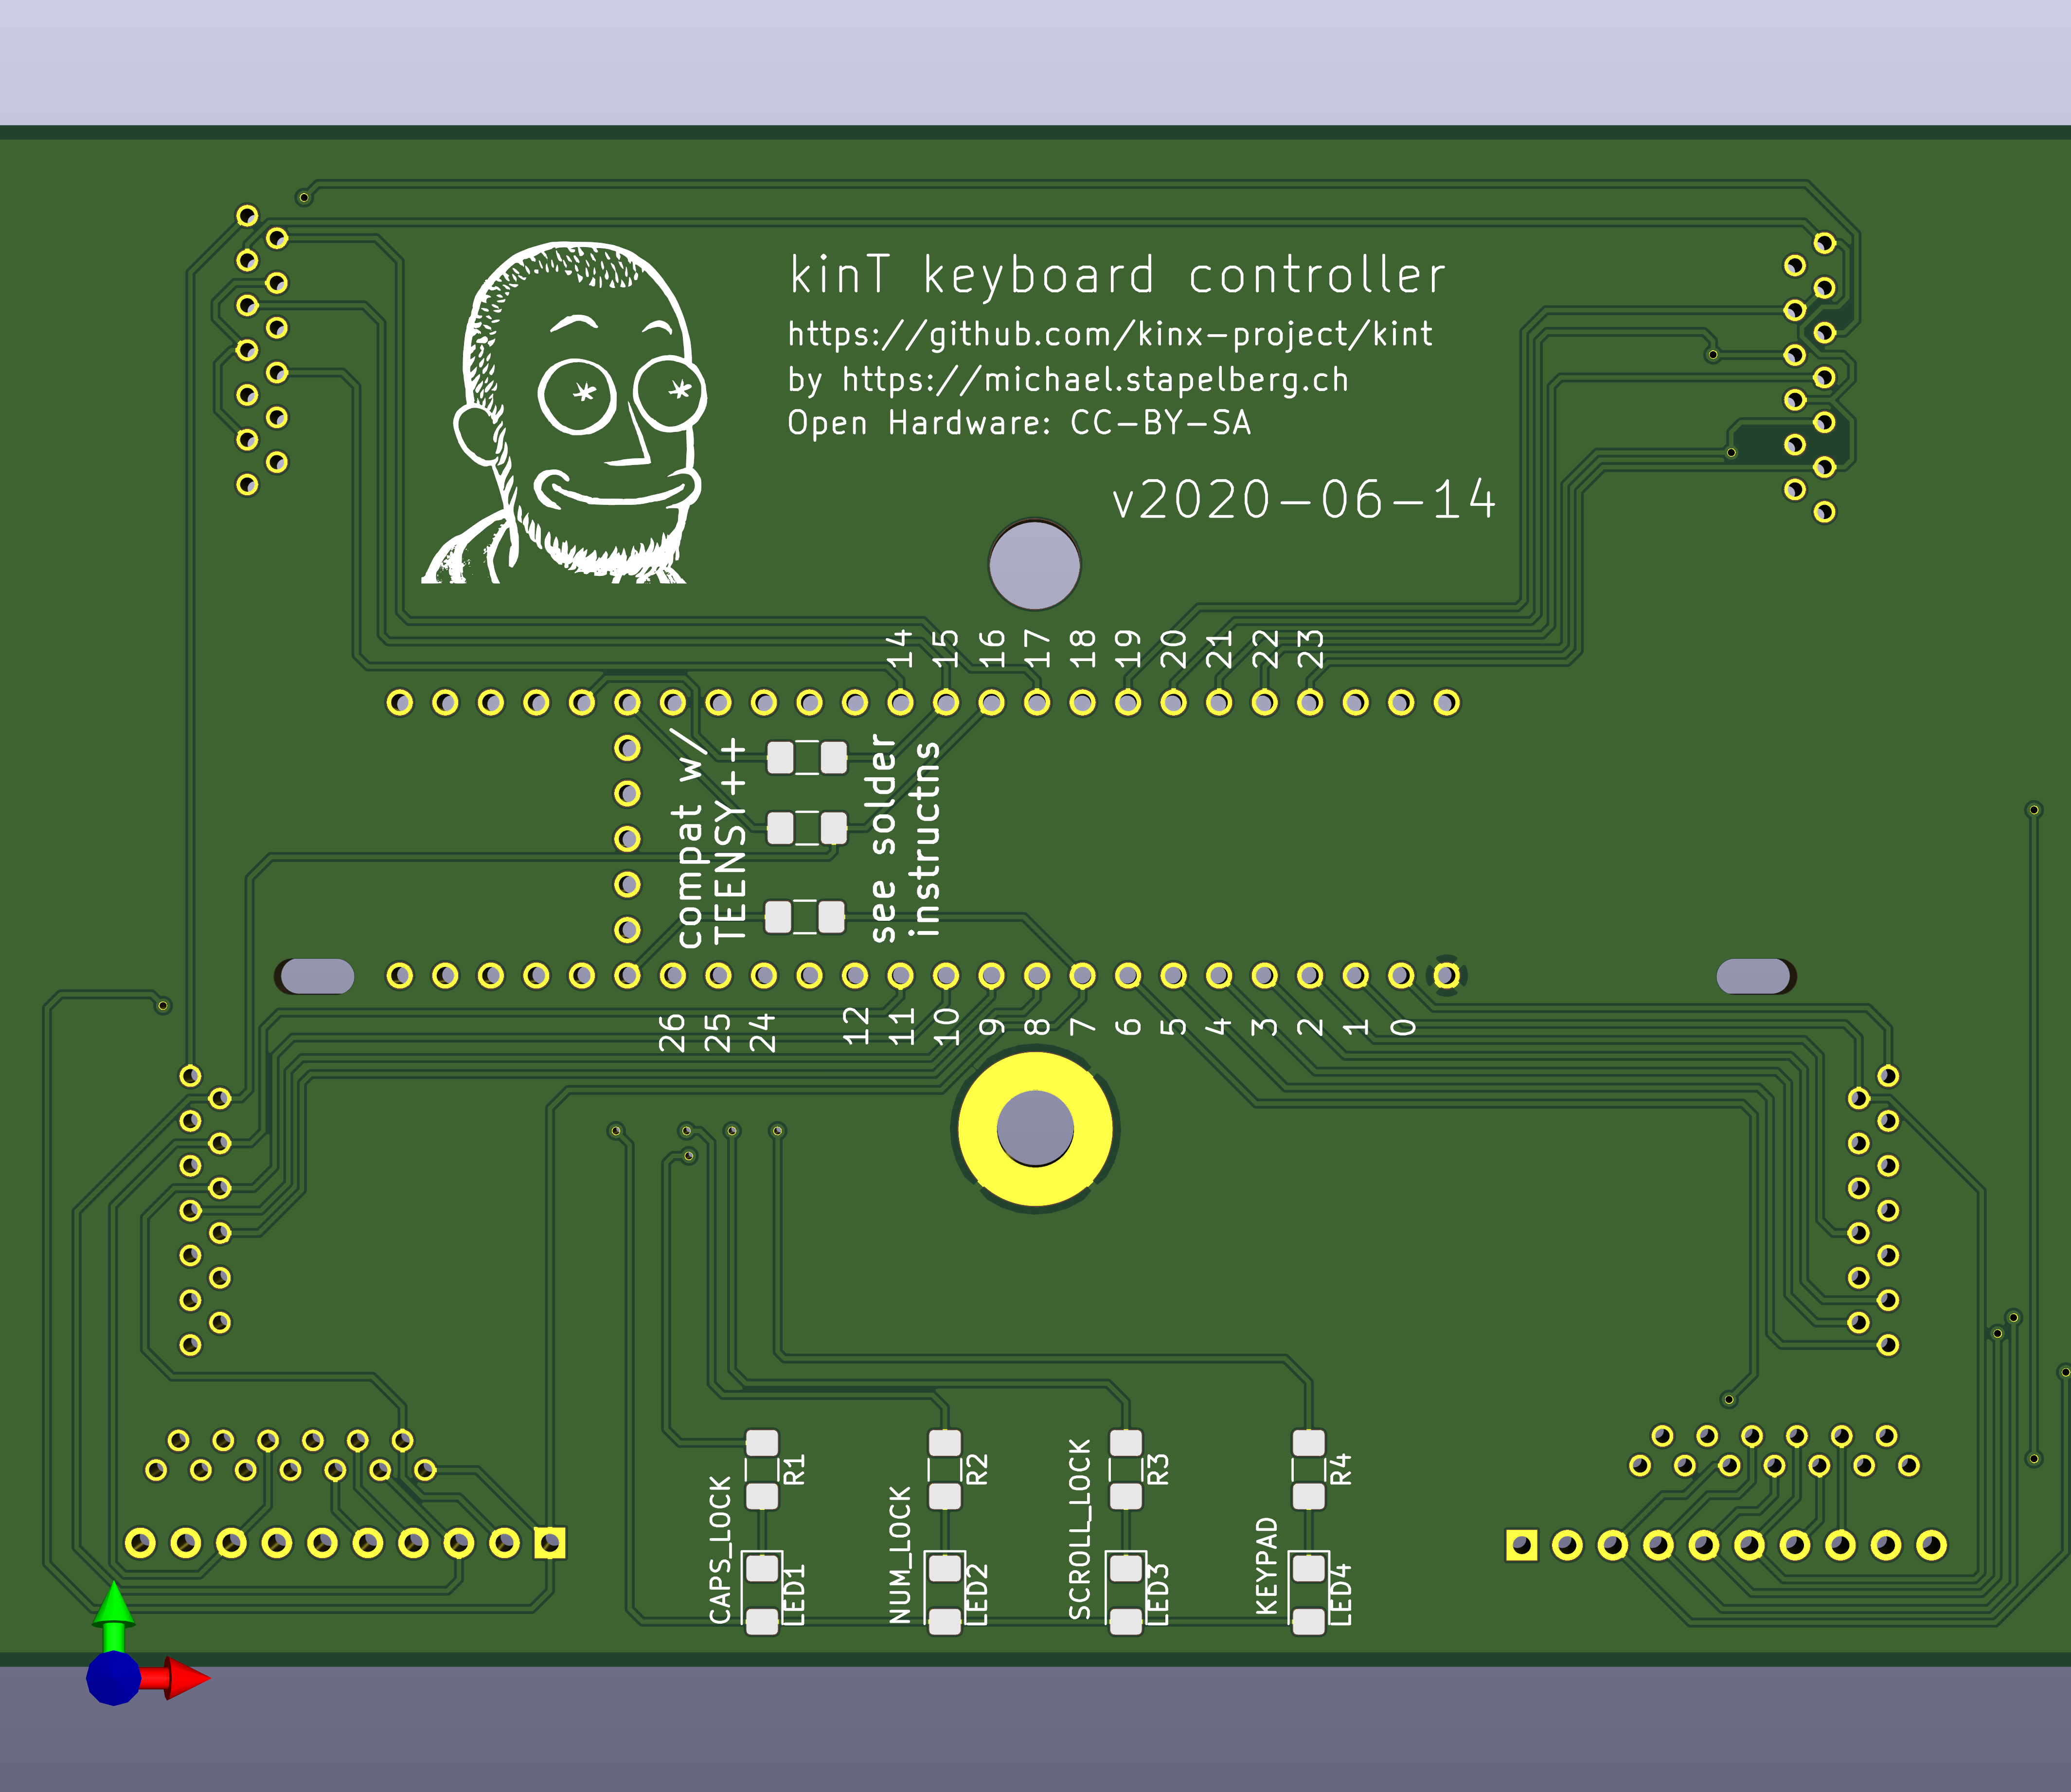 kinT keyboard controller
https://github.com/kinx-project/kint
by https://michael.stapelberg.ch
Open Hardware: CC-BY-SA
v2020-06-14
14 15 16 17 18 19 20 21 22 23
compat w/
TEENSY++
see solder
instructns
26 25 24 12 11 10 9 8 7 6 5 4 3 2 1 0
CAPS_LOCK
R1
LED1
NUM_LOCK
R2
LED2
SCROLL_LOCK
R3
LED3
KEYPAD
R4
LED4